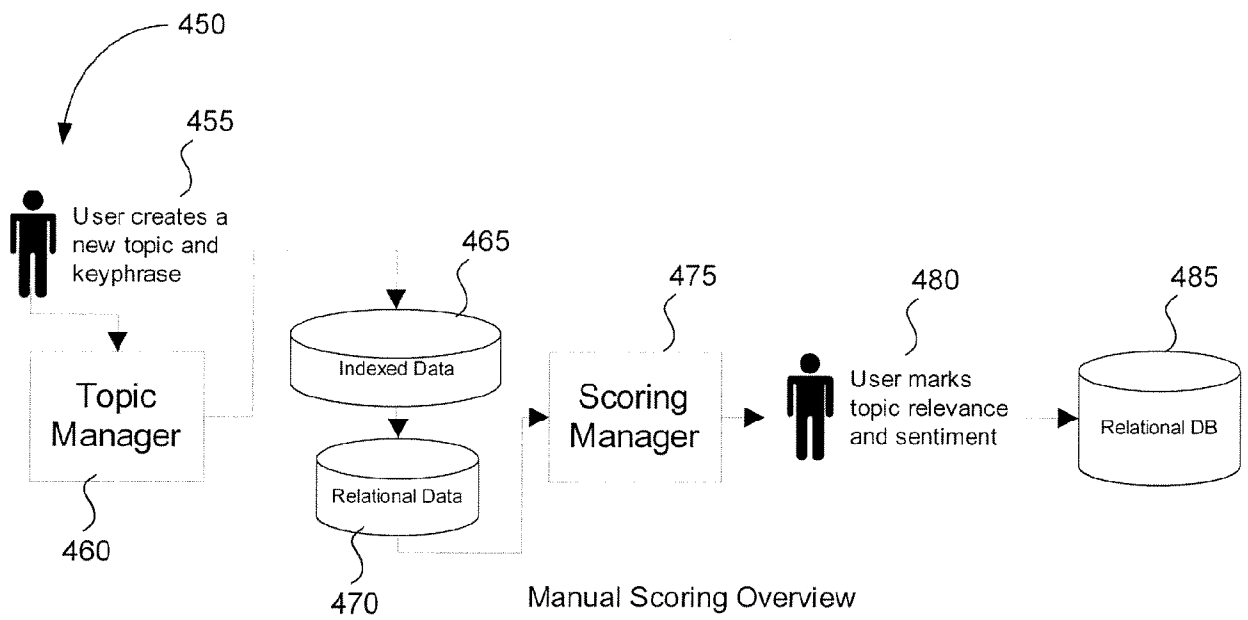 450
455
User creates a
new topic and
keyphrase
465
475
480
485
Topic
Manager
Indexed Data
Scoring
Manager
User marks
topic relevance
and sentiment
Relational DB
Relational Data
460
470
Manual Scoring Overview